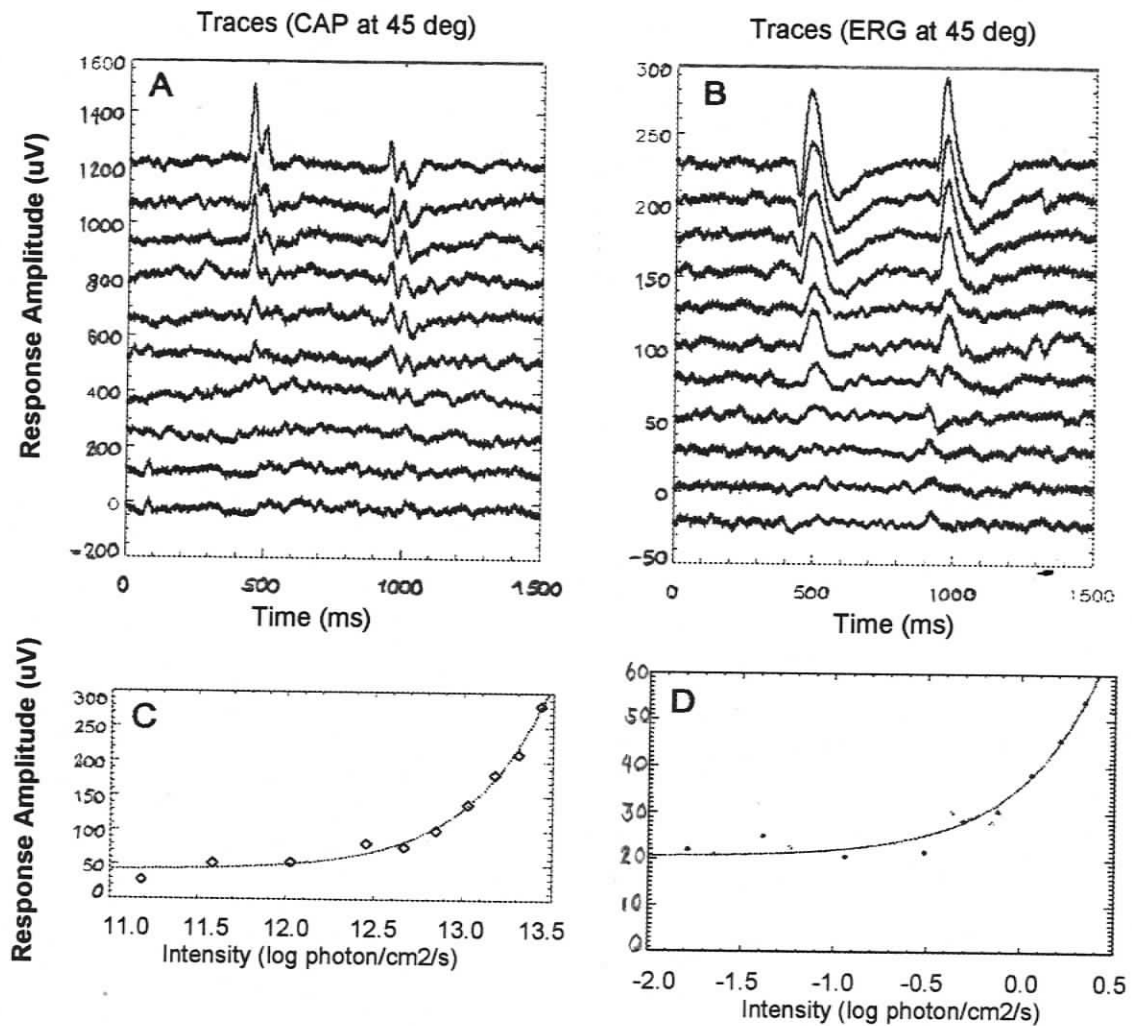 Traces (CAP at 45 deg)
Traces (ERG at 45 deg)
A
1600
1400
1200
1000
800
600
400
200
0
-200
0 500 1000 1500
Time (ms)
Response Amplitude (uV)
B
300
250
200
150
100
50
0
-50
0 500 1000 1500
Time (ms)
C
300
250
200
150
100
50
0
11.0 11.5 12.0 12.5 13.0 13.5
Intensity (log photon/cm2/s)
Response Amplitude (uV)
D
60
50
40
30
20
10
0
-2.0 -1.5 -1.0 -0.5 0.0 0.5
Intensity (log photon/cm2/s)